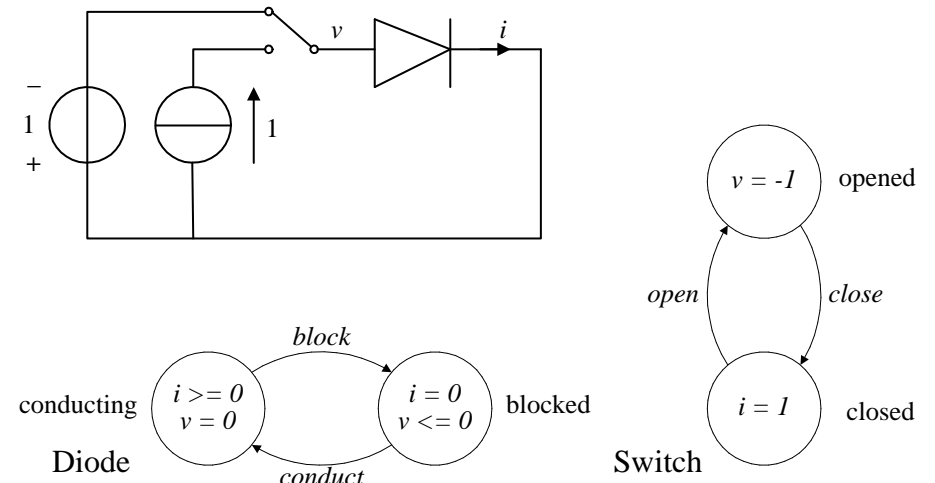 v
i
−
1
+
1
v = -1
opened
open
close
i = 1
closed
Switch
block
conducting
i >= 0
v = 0
i = 0
v <= 0
blocked
conduct
Diode